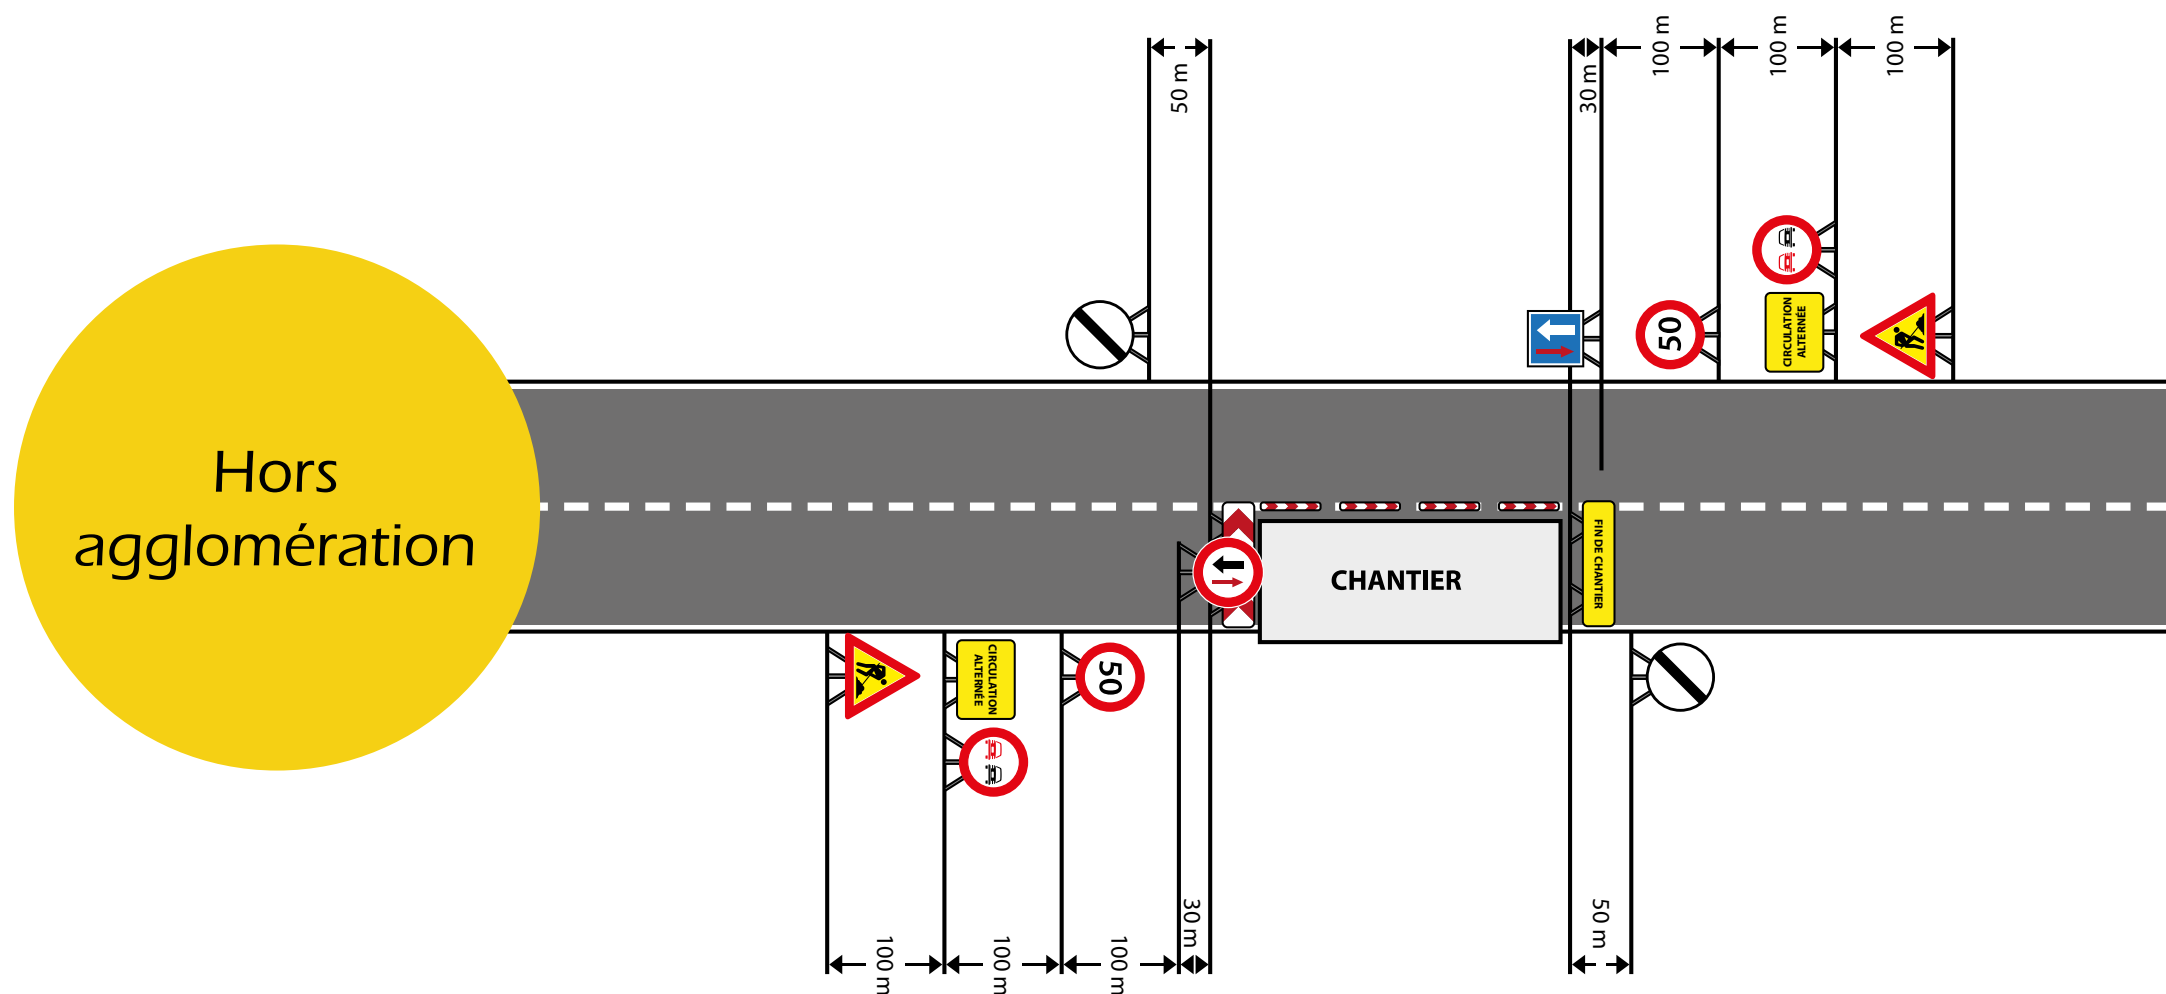 50 m
30 m
100 m
100 m
100 m
50
CIRCULATION
ALTERNÉE
Hors
agglomération
CHANTIER
FIN DE CHANTIER
CIRCULATION
ALTERNÉE
50
100 m
100 m
100 m
30 m
50 m